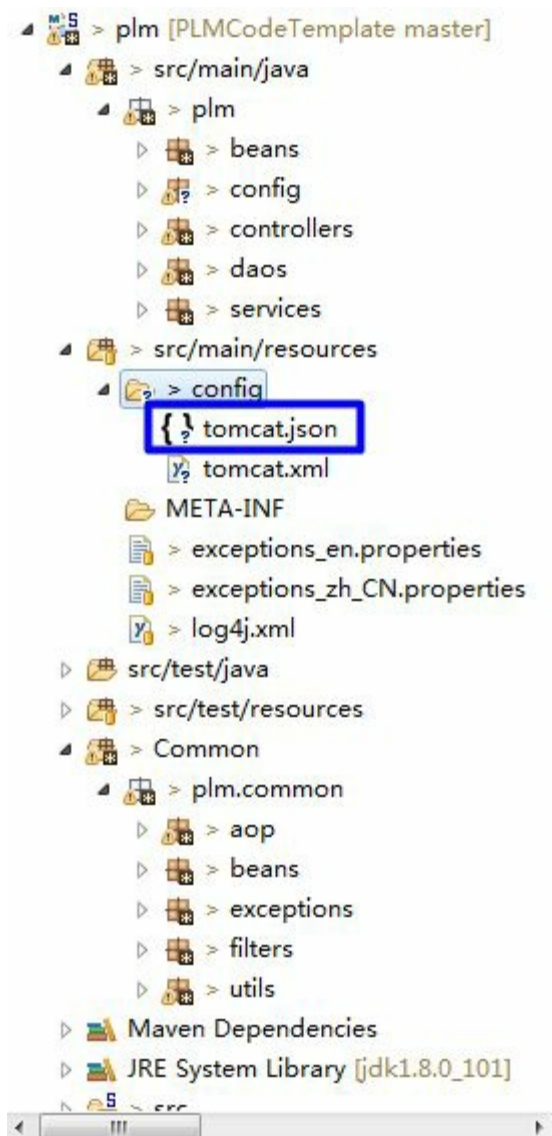 > plm [PLMCodeTemplate master]
> src/main/java
> plm
> beans
> config
> controllers
> daos
> services
> src/main/resources
> config
tomcat.json
tomcat.xml
META-INF
> exceptions_en.properties
> exceptions_zh_CN.properties
> log4j.xml
src/test/java
> src/test/resources
> Common
> plm.common
> aop
> beans
> exceptions
> filters
> utils
Maven Dependencies
JRE System Library [jdk1.8.0_101]
> src